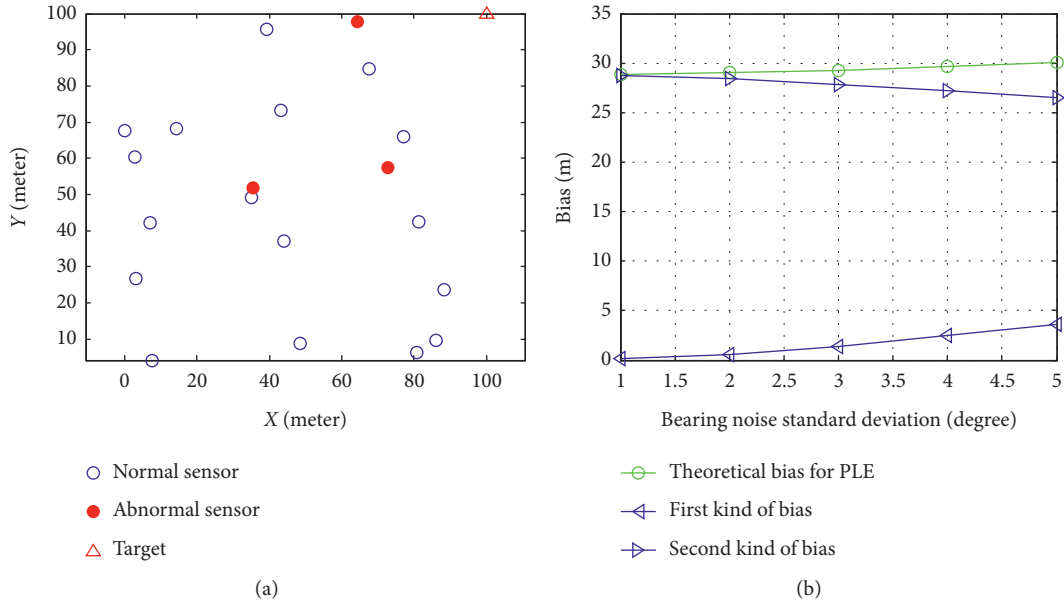 100
90
80
70
60
50
40
30
20
10
Y (meter)
0 20 40 60 80 100
X (meter)
Normal sensor
Abnormal sensor
Target
(a)
35
30
25
20
15
10
5
0
Bias (m)
1 1.5 2 2.5 3 3.5 4 4.5 5
Bearing noise standard deviation (degree)
Theoretical bias for PLE
First kind of bias
Second kind of bias
(b)